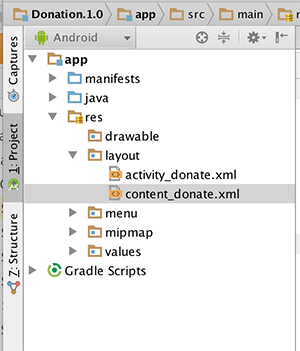 Donation.1.0 app src main
Android
Captures
1: Project
Z: Structure
app
manifests
java
res
drawable
layout
activity_donate.xml
content_donate.xml
menu
mipmap
values
Gradle Scripts